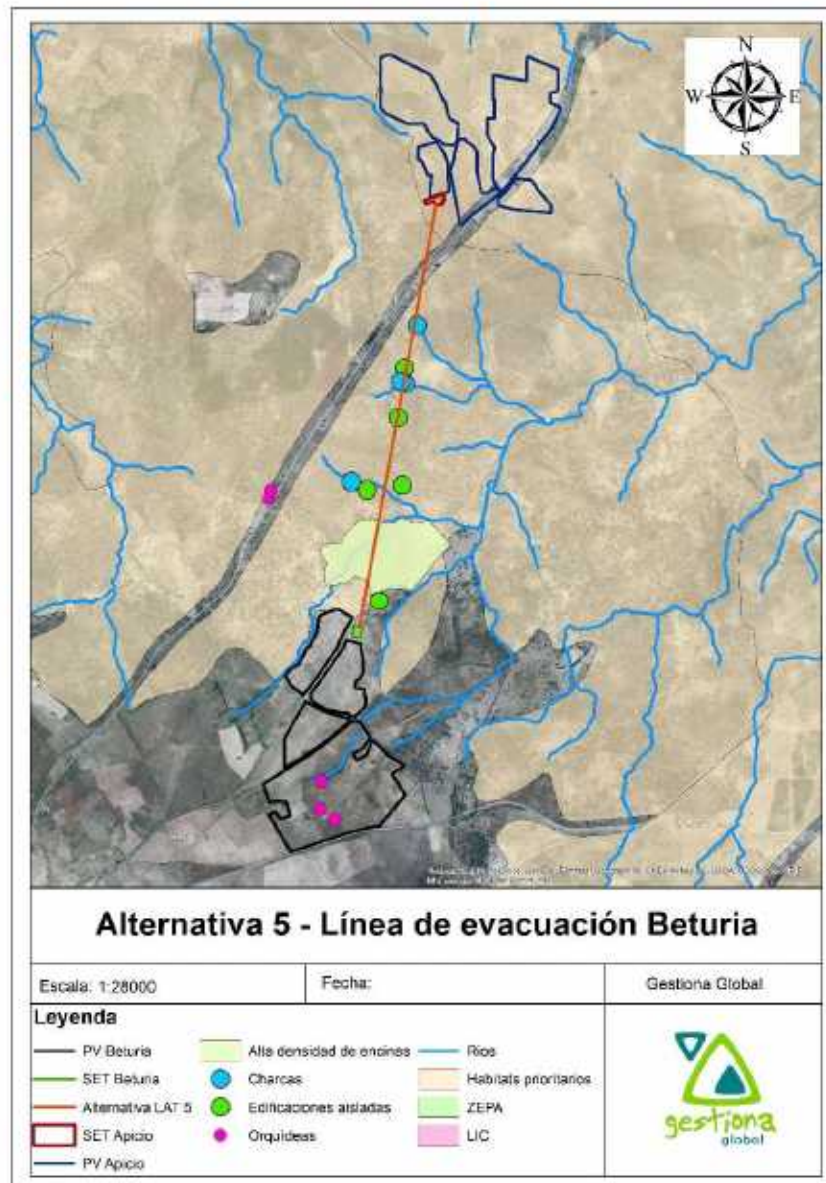 N
W E
S
Alternativa 5 - Línea de evacuación Beturia
Escala: 1:28000 Fecha: Gestiona Global
Leyenda
PV Beturia Alta densidad de encinas Ríos
SET Beturia Charcas Habitats prioritarios
Alternativa LAT 5 Edificaciones aisladas ZEPA
SET Apicio Orquídeas LIC
PV Apicio
gestiona
global